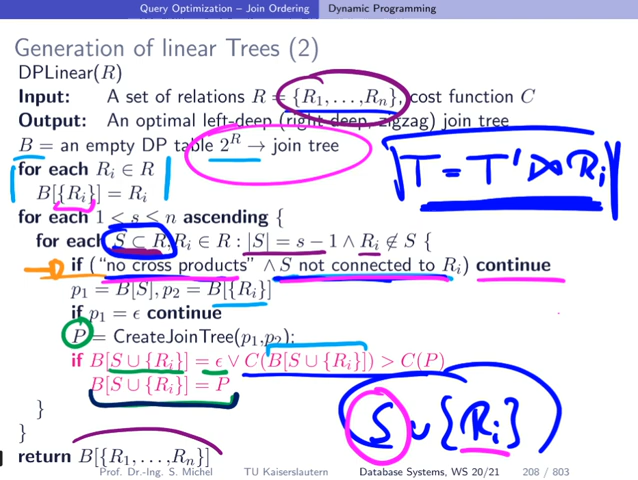 Query Optimization – Join Ordering Dynamic Programming
Generation of linear Trees (2)
DPLinear(R)
Input: A set of relations R = {R₁, . . . ,Rₙ}, cost function C
Output: An optimal left-deep (right-deep, zigzag) join tree
B = an empty DP table 2ᴿ → join tree
for each Rᵢ ∈ R
B[{Rᵢ}] = Rᵢ
T = T' ⋈ Rᵢ
for each 1 < s ≤ n ascending {
for each S ⊂ R, Rᵢ ∈ R : |S| = s − 1 ∧ Rᵢ ∉ S {
if (“no cross products” ∧ S not connected to Rᵢ) continue
p₁ = B[S], p₂ = B[{Rᵢ}]
if p₁ = ϵ continue
P = CreateJoinTree(p₁,p₂);
if B[S ∪ {Rᵢ}] = ϵ ∨ C(B[S ∪ {Rᵢ}]) > C(P)
B[S ∪ {Rᵢ}] = P
S ∪ {Rᵢ}
}
}
return B[{R₁, . . . ,Rₙ}]
Prof. Dr.-Ing. S. Michel TU Kaiserslautern Database Systems, WS 20/21 208 / 803